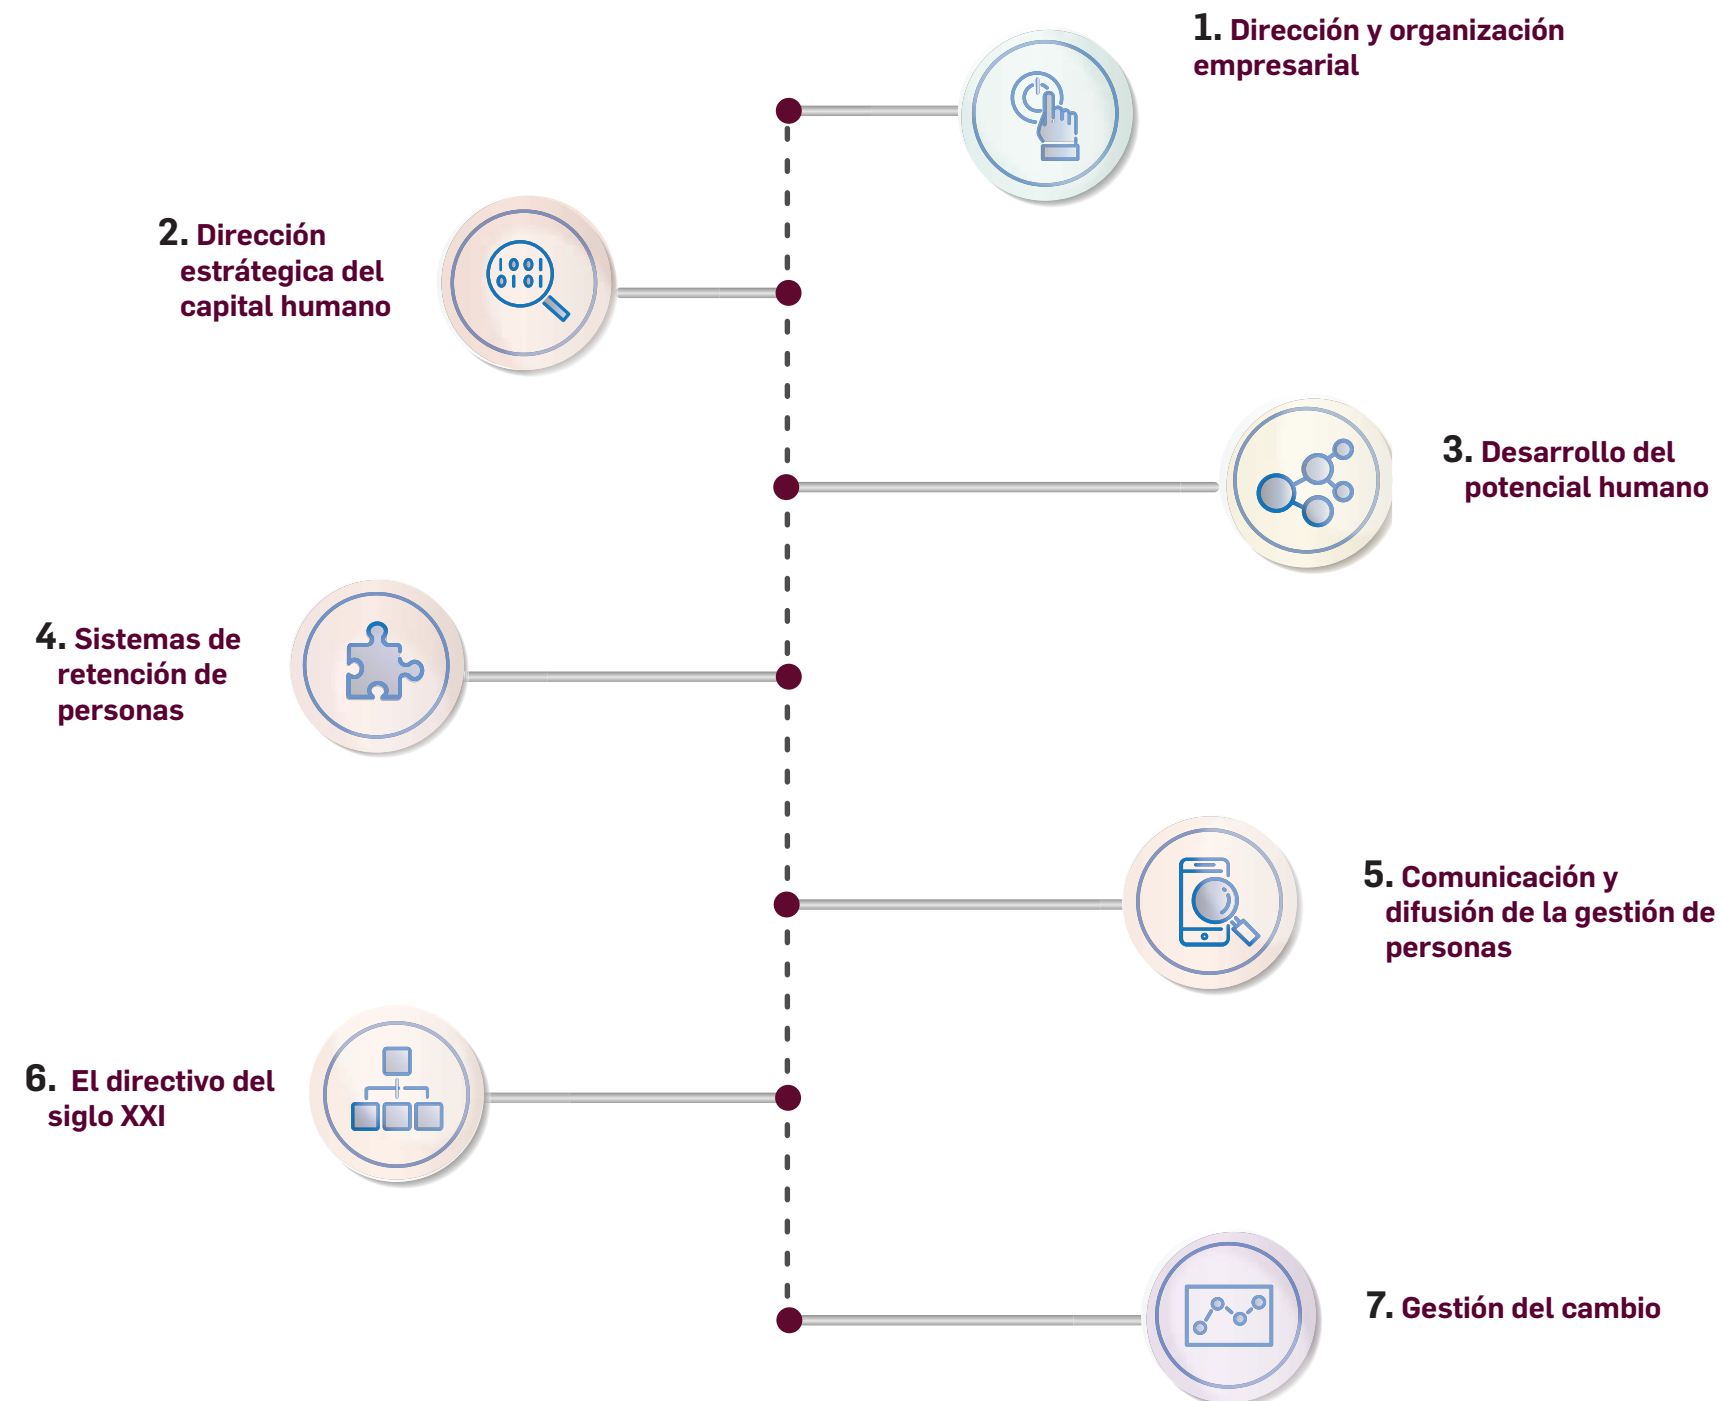 1. Dirección y organización
empresarial
2. Dirección
estrátegica del
capital humano
1001
0101
3. Desarrollo del
potencial humano
4. Sistemas de
retención de
personas
5. Comunicación y
difusión de la gestión de
personas
6. El directivo del
siglo XXI
7. Gestión del cambio